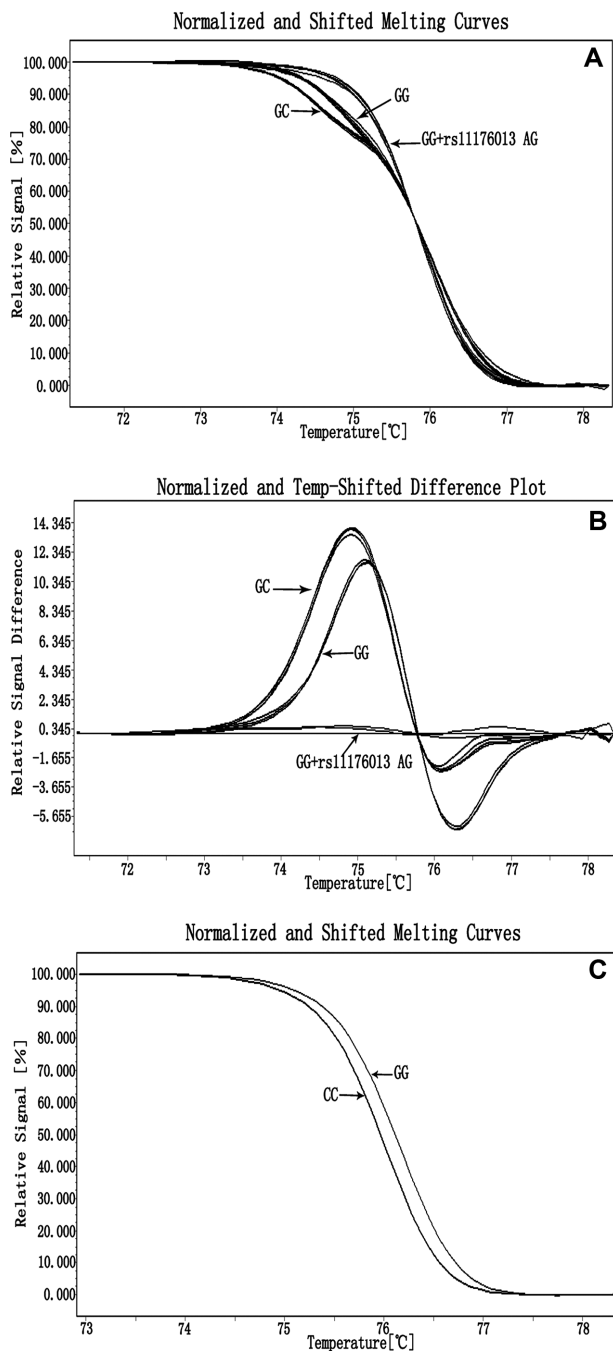 Normalized and Shifted Melting Curves
A
Relative Signal [%]
100.000
90.000
80.000
70.000
60.000
50.000
40.000
30.000
20.000
10.000
0.000
GC
GG
GG+rs11176013 AG
72 73 74 75 76 77 78
Temperature[℃]
Normalized and Temp-Shifted Difference Plot
B
Relative Signal Difference
14.345
12.345
10.345
8.345
6.345
4.345
2.345
0.345
-1.655
-3.655
-5.655
GC
GG
GG+rs11176013 AG
72 73 74 75 76 77 78
Temperature[℃]
Normalized and Shifted Melting Curves
C
Relative Signal [%]
100.000
90.000
80.000
70.000
60.000
50.000
40.000
30.000
20.000
10.000
0.000
GG
CC
73 74 75 76 77 78
Temperature[℃]